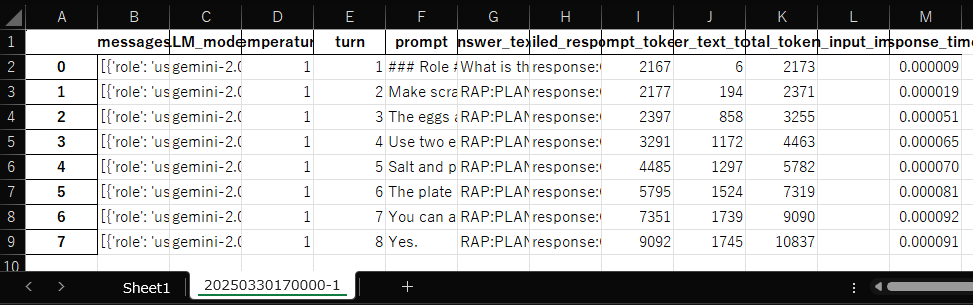 A B C D E F G H I J K L M
1 messages .LM_mode mperatur turn prompt nswer_tex iled_respo mpt_toke er_text_to tal_token n_input_im sponse_time
2 0 [{'role': 'us gemini-2.0 1 1 ### Role # What is th response:( 2167 6 2173 0.000009
3 1 [{'role': 'us gemini-2.0 1 2 Make scra RAP:PLAN response:( 2177 194 2371 0.000019
4 2 [{'role': 'us gemini-2.0 1 3 The eggs a RAP:PLAN response:( 2397 858 3255 0.000051
5 3 [{'role': 'us gemini-2.0 1 4 Use two e RAP:PLAN response:( 3291 1172 4463 0.000065
6 4 [{'role': 'us gemini-2.0 1 5 Salt and p RAP:PLAN response:( 4485 1297 5782 0.000070
7 5 [{'role': 'us gemini-2.0 1 6 The plate RAP:PLAN response:( 5795 1524 7319 0.000081
8 6 [{'role': 'us gemini-2.0 1 7 You can a RAP:PLAN response:( 7351 1739 9090 0.000092
9 7 [{'role': 'us gemini-2.0 1 8 Yes. RAP:PLAN response:( 9092 1745 10837 0.000091
10
Sheet1 20250330170000-1